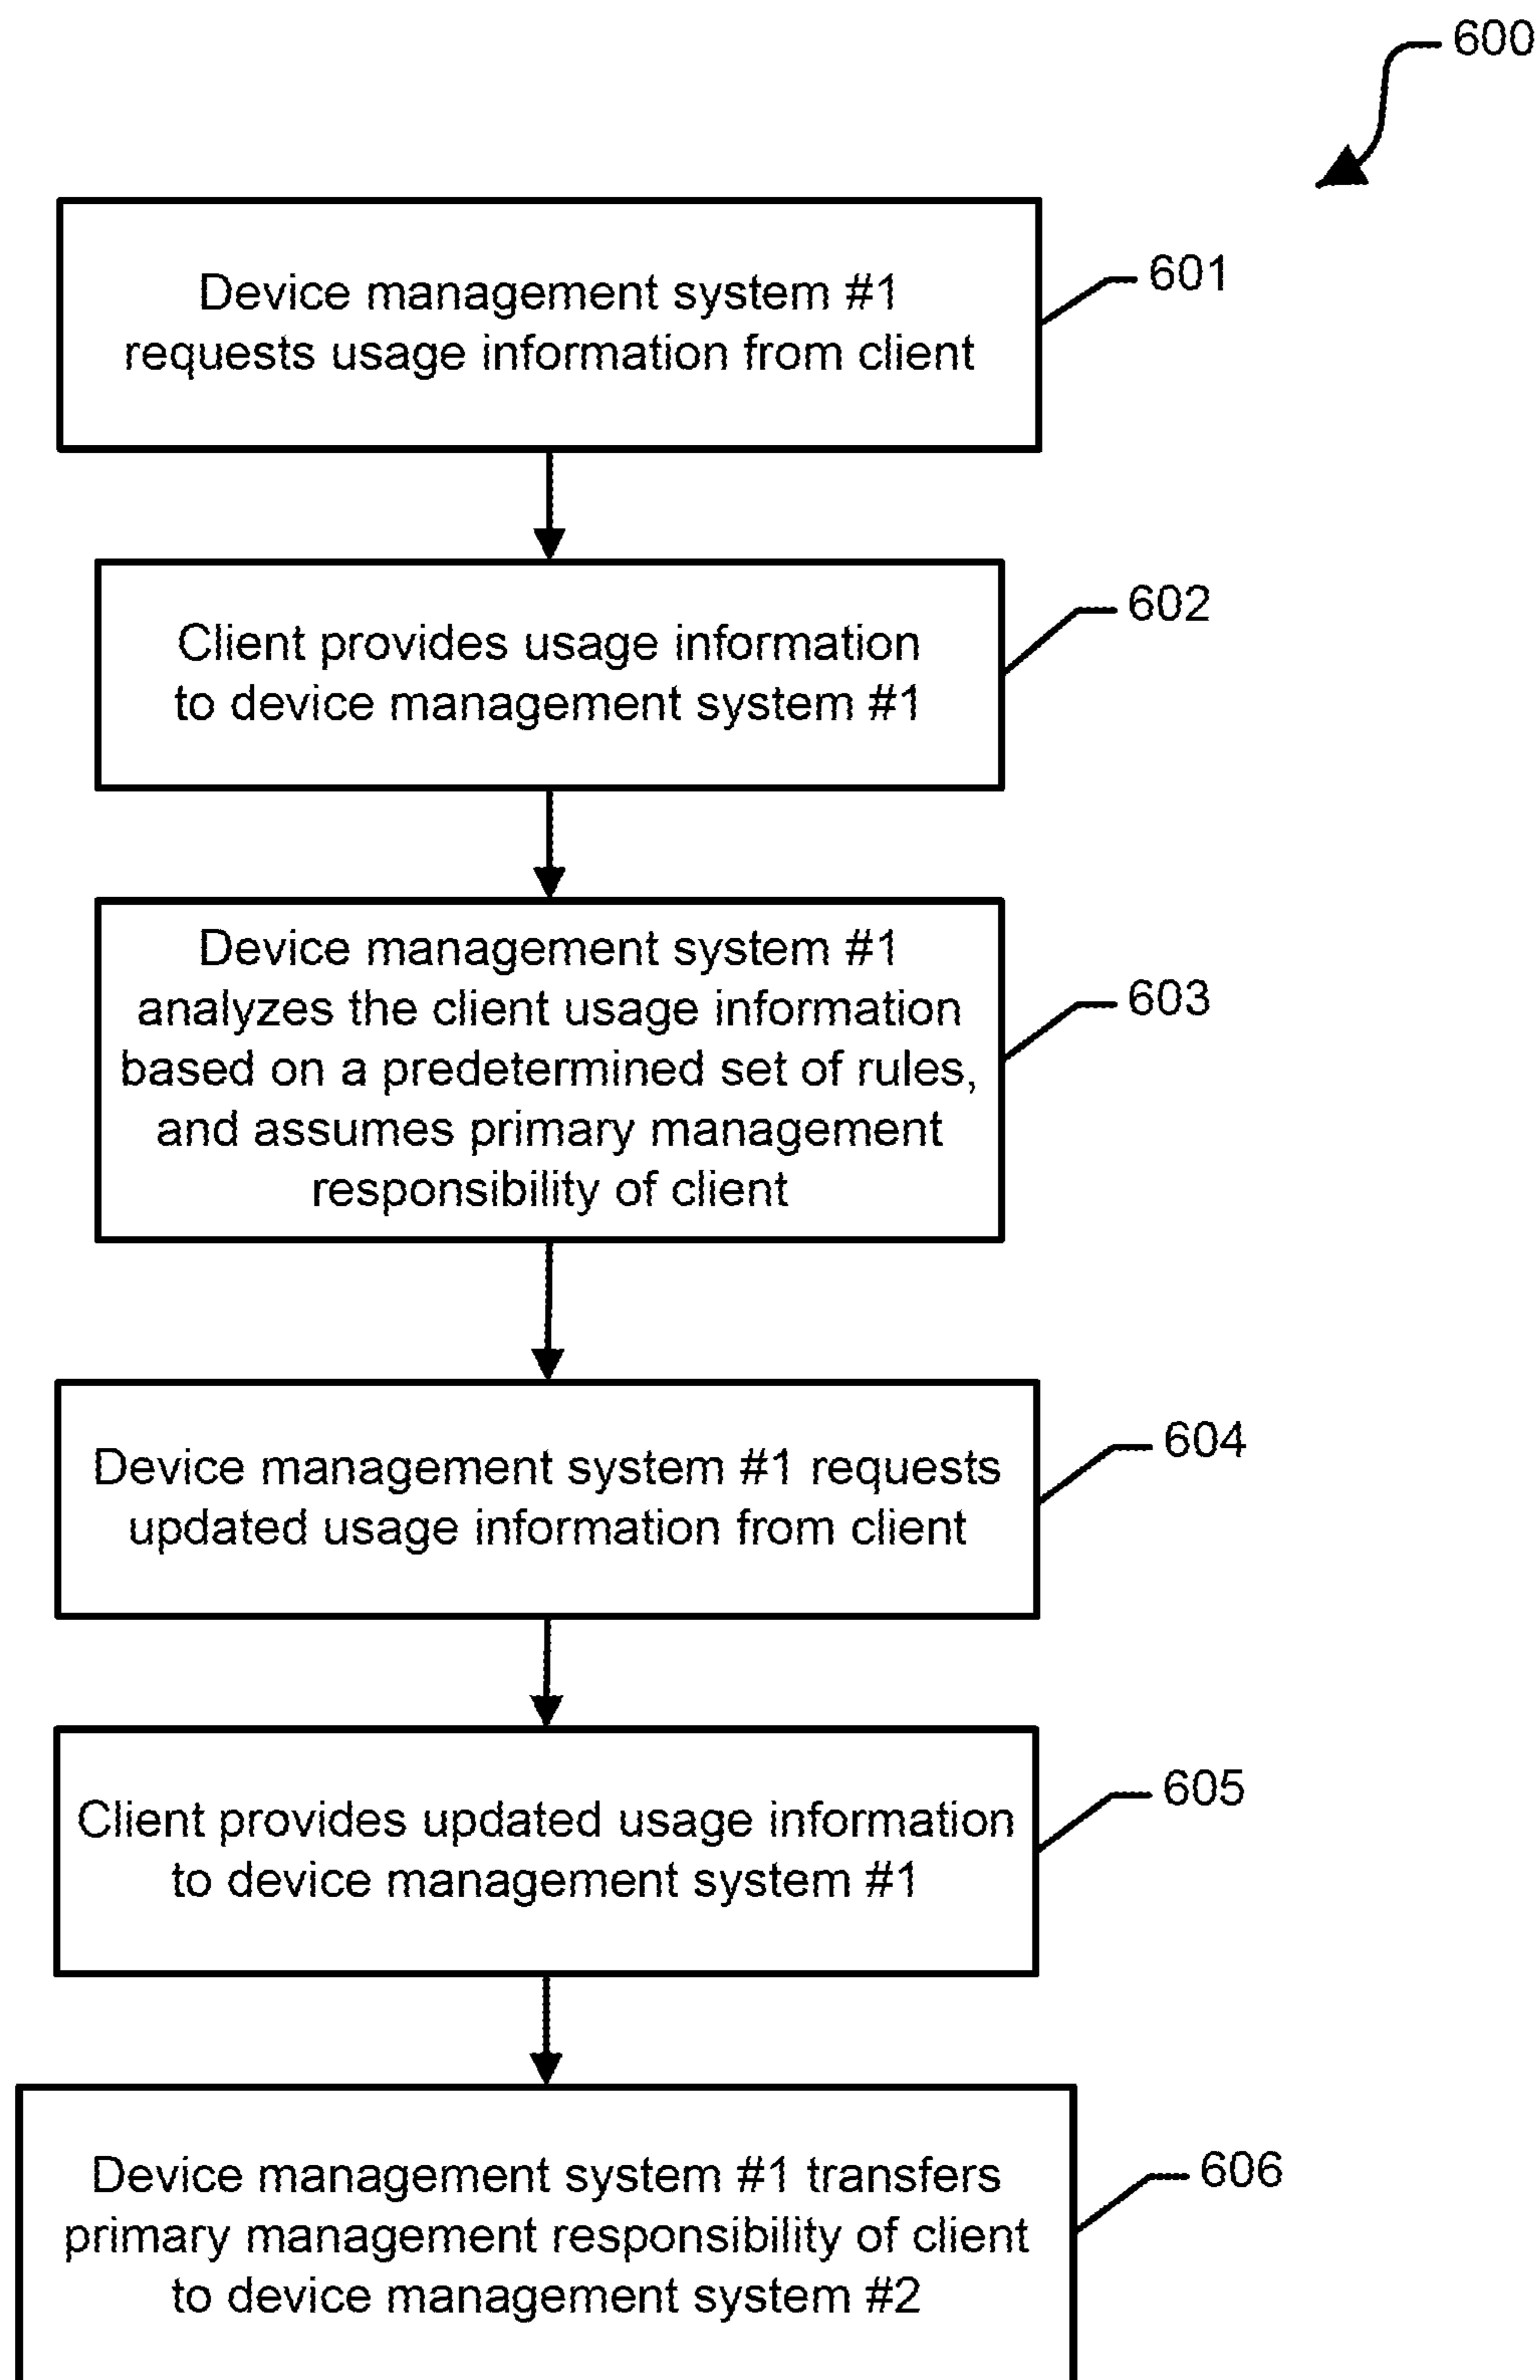 600
Device management system #1
requests usage information from client
601
Client provides usage information
to device management system #1
602
Device management system #1
analyzes the client usage information
based on a predetermined set of rules,
and assumes primary management
responsibility of client
603
Device management system #1 requests
updated usage information from client
604
Client provides updated usage information
to device management system #1
605
Device management system #1 transfers
primary management responsibility of client
to device management system #2
606